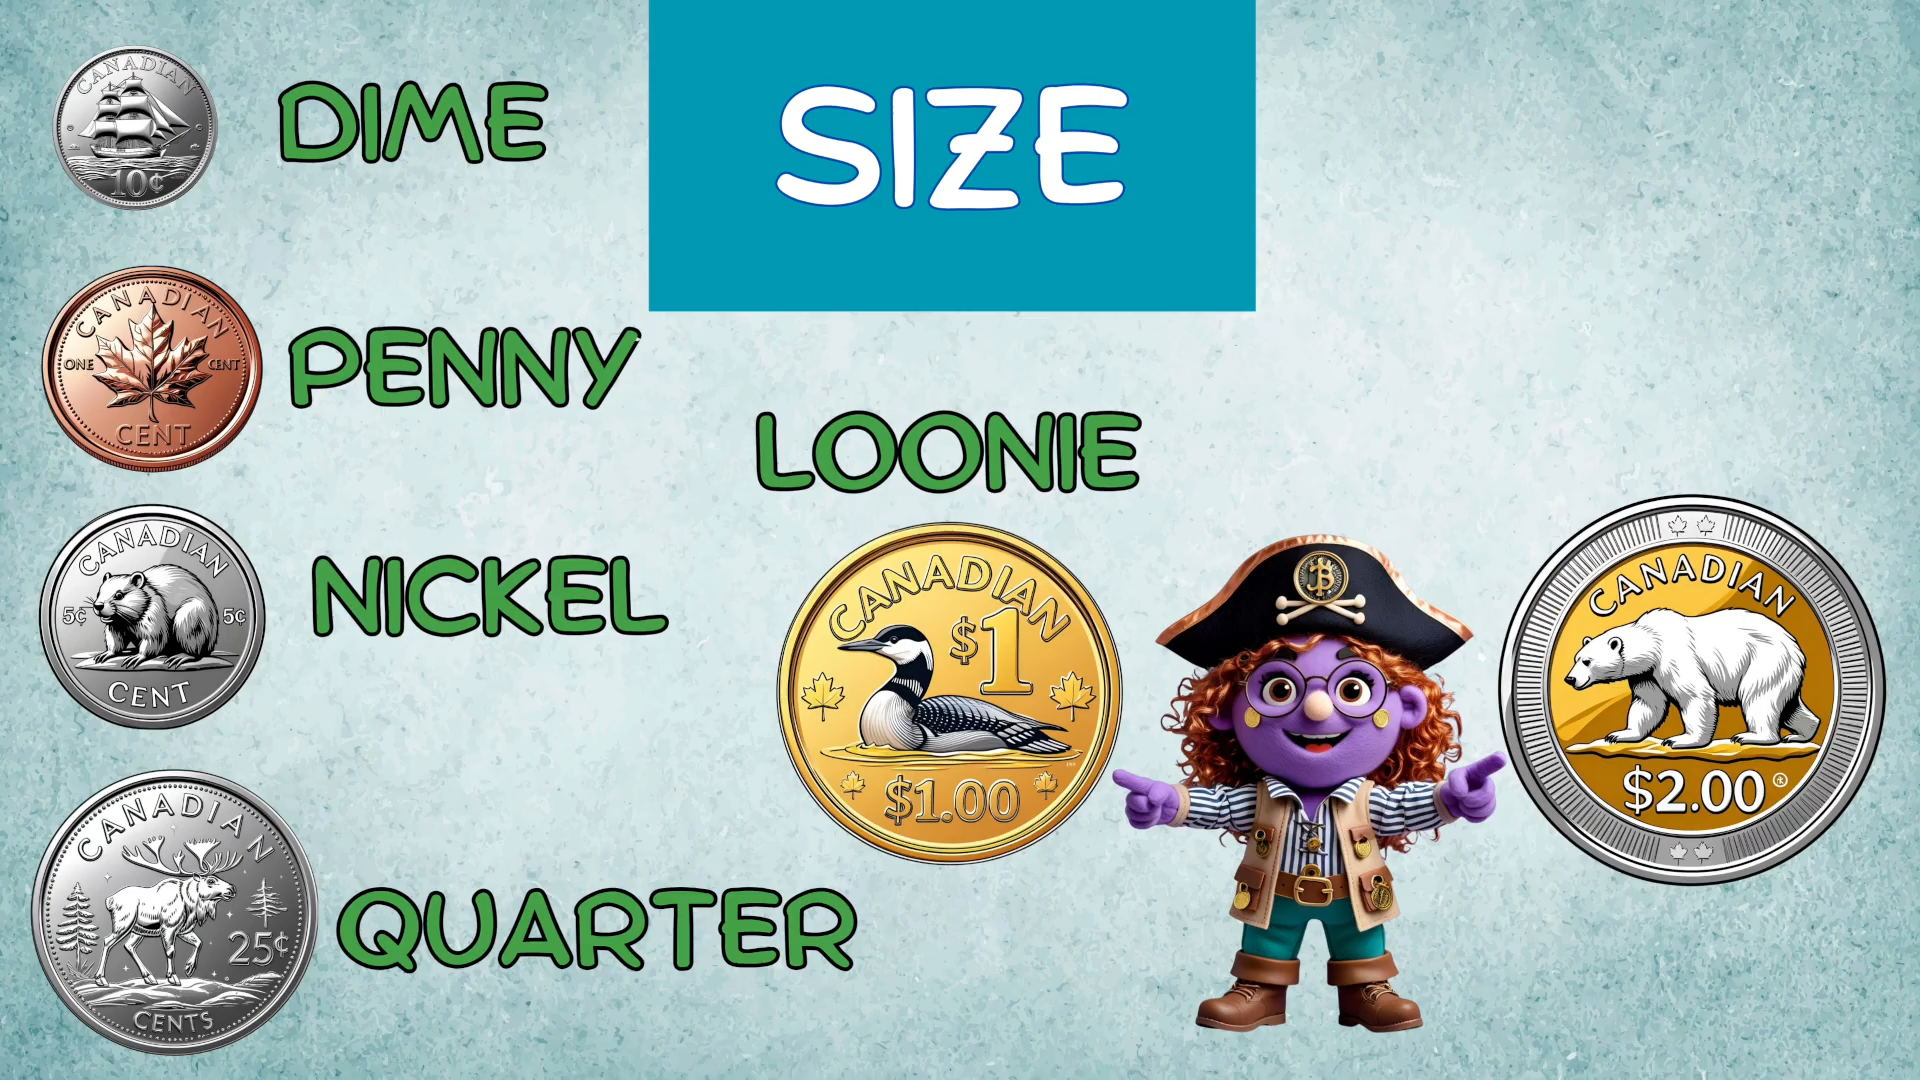 SIZE
CANADIAN
10¢
DIME
CANADIAN
ONE CENT
CENT
PENNY
CANADIAN
5¢ 5¢
CENT
NICKEL
CANADIAN
25¢
CENTS
QUARTER
LOONIE
CANADIAN
$1
$1.00
CANADIAN
$2.00